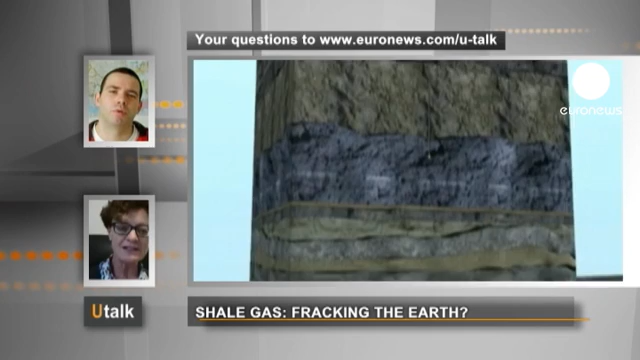 Your questions to www.euronews.com/u-talk
euronews
Utalk
SHALE GAS: FRACKING THE EARTH?